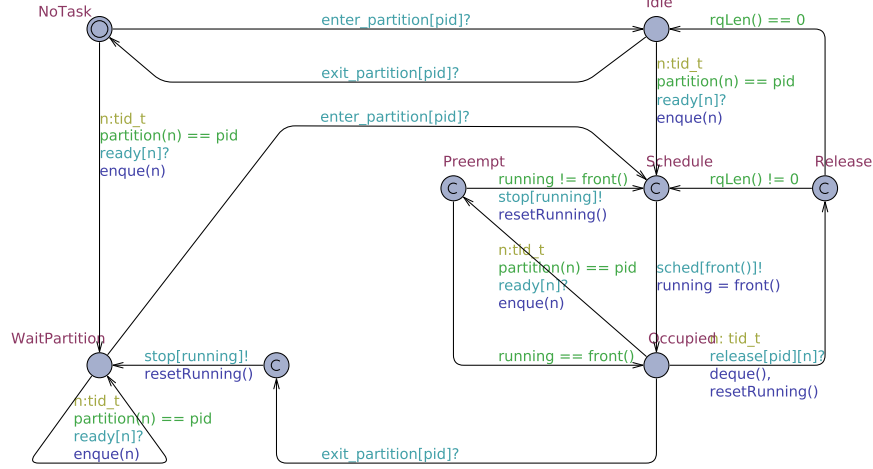 NoTask
Idle
enter_partition[pid]?
rqLen() == 0
exit_partition[pid]?
n:tid_t
partition(n) == pid
ready[n]?
enque(n)
n:tid_t
partition(n) == pid
ready[n]?
enque(n)
enter_partition[pid]?
Preempt
Schedule
Release
C
C
C
running != front()
stop[running]!
resetRunning()
rqLen() != 0
n:tid_t
partition(n) == pid
ready[n]?
enque(n)
sched[front()]!
running = front()
WaitPartition
Occupied
stop[running]!
resetRunning()
C
running == front()
n: tid_t
release[pid][n]?
deque(),
resetRunning()
n:tid_t
partition(n) == pid
ready[n]?
enque(n)
exit_partition[pid]?